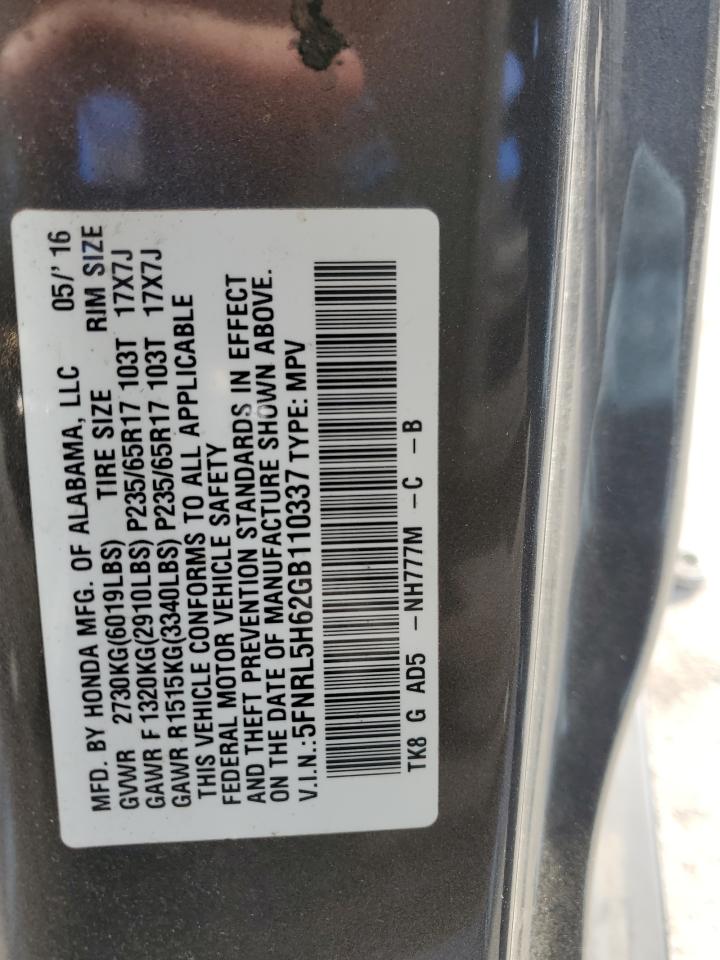 MFD. BY HONDA MFG. OF ALABAMA, LLC 05/'16
GVWR 2730KG(6019LBS) TIRE SIZE RIM SIZE
GAWR F 1320KG(2910LBS) P235/65R17 103T 17X7J
GAWR R 1515KG(3340LBS) P235/65R17 103T 17X7J
THIS VEHICLE CONFORMS TO ALL APPLICABLE
FEDERAL MOTOR VEHICLE SAFETY
AND THEFT PREVENTION STANDARDS IN EFFECT
ON THE DATE OF MANUFACTURE SHOWN ABOVE.
V.I.N.:5FNRL5H62GB110337 TYPE: MPV
TK8 G AD5 -NH777M -C -B